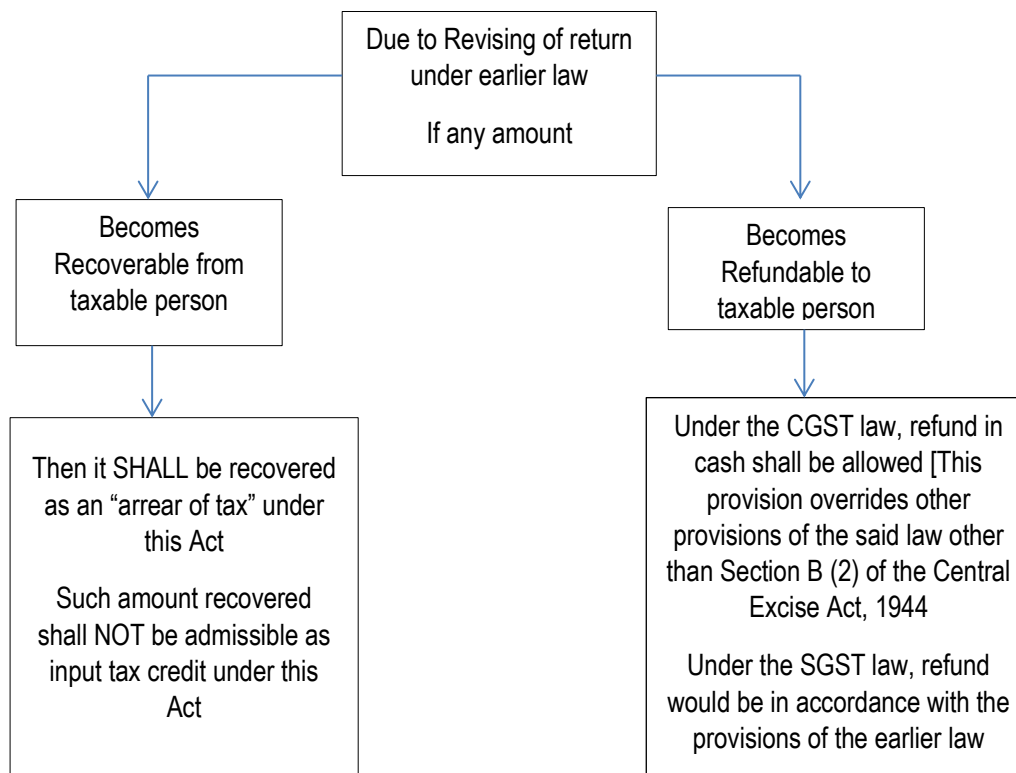 Due to Revising of return
under earlier law
If any amount
Becomes
Recoverable from
taxable person
Becomes
Refundable to
taxable person
Then it SHALL be recovered
as an “arrear of tax” under
this Act
Such amount recovered
shall NOT be admissible as
input tax credit under this
Act
Under the CGST law, refund in
cash shall be allowed [This
provision overrides other
provisions of the said law other
than Section B (2) of the Central
Excise Act, 1944
Under the SGST law, refund
would be in accordance with the
provisions of the earlier law